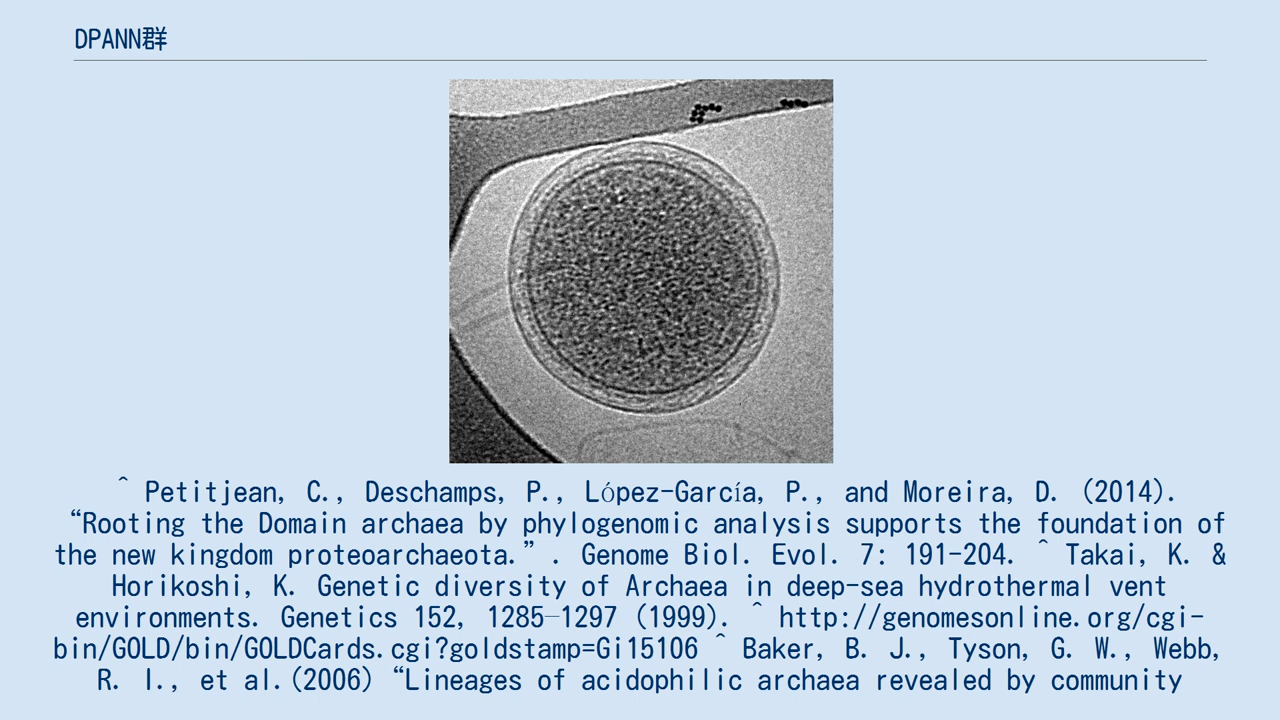 DPANN群
^ Petitjean, C., Deschamps, P., López-García, P., and Moreira, D. (2014).
“Rooting the Domain archaea by phylogenomic analysis supports the foundation of
the new kingdom proteoarchaeota.” . Genome Biol. Evol. 7: 191-204. ^ Takai, K. &
Horikoshi, K. Genetic diversity of Archaea in deep-sea hydrothermal vent
environments. Genetics 152, 1285–1297 (1999). ^ http://genomesonline.org/cgi-
bin/GOLD/bin/GOLDCards.cgi?goldstamp=Gi15106 ^ Baker, B. J., Tyson, G. W., Webb,
R. I., et al.(2006) “Lineages of acidophilic archaea revealed by community